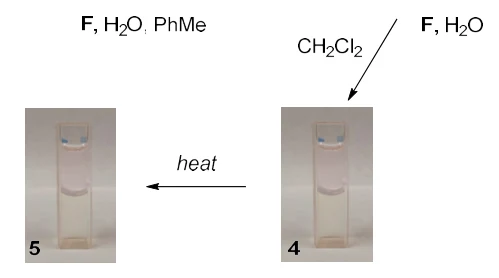 F, H₂O, PhMe
F, H₂O
CH₂Cl₂
heat
5
4